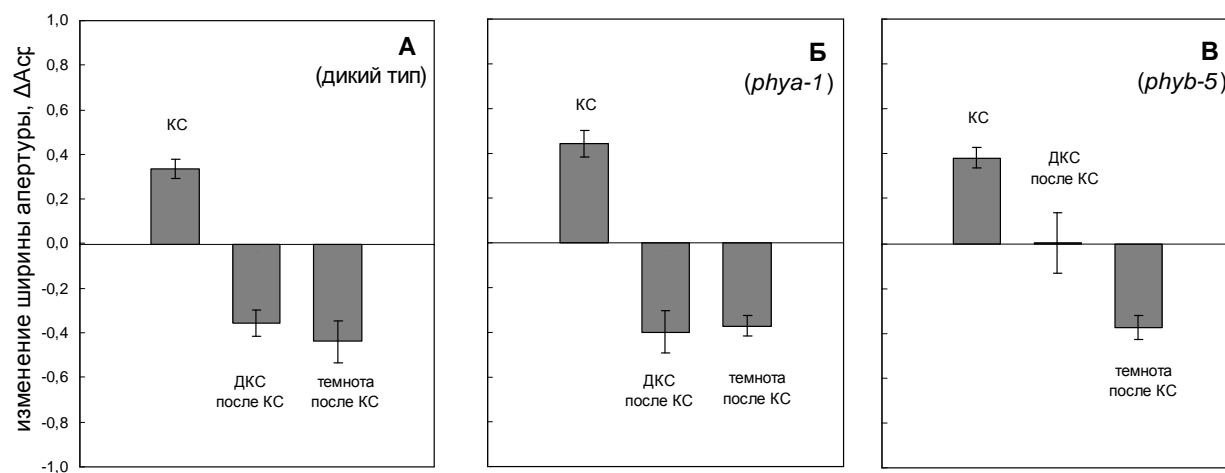 изменение ширины апертуры, ΔАср
1,0
0,8
0,6
0,4
0,2
0,0
-0,2
-0,4
-0,6
-0,8
-1,0
А
(дикий тип)
КС
ДКС
после КС
темнота
после КС
Б
(phya-1)
КС
ДКС
после КС
темнота
после КС
В
(phyb-5)
КС
ДКС
после КС
темнота
после КС